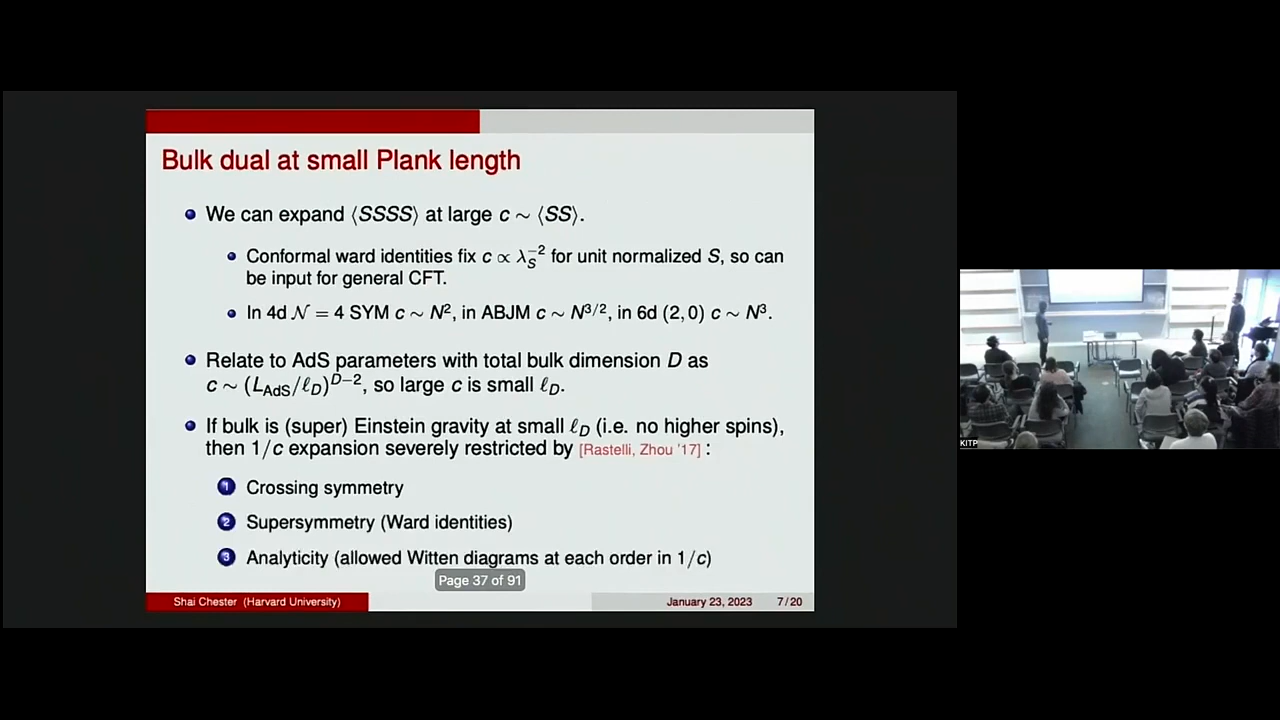 Bulk dual at small Plank length
We can expand ⟨SSSS⟩ at large c ∼ ⟨SS⟩.
Conformal ward identities fix c ∝ λ_S^{-2} for unit normalized S, so can
be input for general CFT.
In 4d 𝒩 = 4 SYM c ∼ N², in ABJM c ∼ N^{3/2}, in 6d (2,0) c ∼ N³.
Relate to AdS parameters with total bulk dimension D as
c ∼ (L_AdS/ℓ_D)^{D−2}, so large c is small ℓ_D.
If bulk is (super) Einstein gravity at small ℓ_D (i.e. no higher spins),
then 1/c expansion severely restricted by [Rastelli, Zhou '17] :
1 Crossing symmetry
2 Supersymmetry (Ward identities)
3 Analyticity (allowed Witten diagrams at each order in 1/c)
Page 37 of 91
Shai Chester (Harvard University) January 23, 2023 7/20
KITP